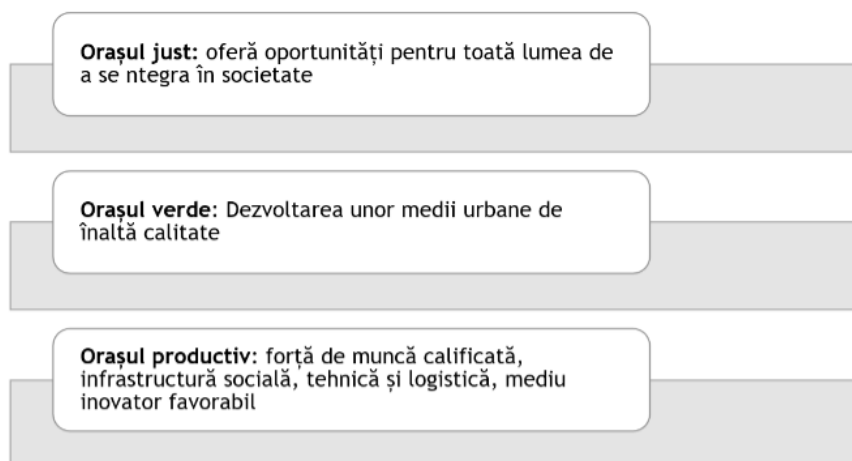 Orașul just: oferă oportunități pentru toată lumea de
a se ntegra în societate
Orașul verde: Dezvoltarea unor medii urbane de
înaltă calitate
Orașul productiv: forță de muncă calificată,
infrastructură socială, tehnică și logistică, mediu
inovator favorabil